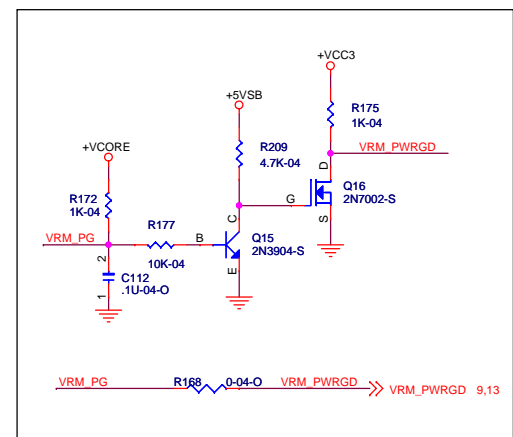 +VCC3
+5VSB
R175
1K-04
+VCORE
R209
4.7K-04
VRM_PWRGD
D
R172
1K-04
G
Q16
2N7002-S
R177
C
S
VRM_PG
B
Q15
2N3904-S
10K-04
2
C112
.1U-04-O
E
1
VRM_PG
R168
0-04-O
VRM_PWRGD
VRM_PWRGD 9,13